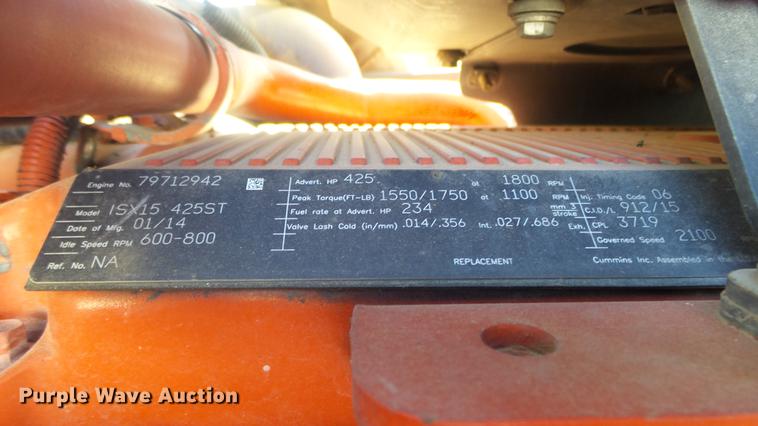 Engine No. 79712942
Model ISX15 425ST
Date of Mfg. 01/14
Idle Speed RPM 600-800
Ref. No. NA
Advert. HP 425 at 1800 RPM
Peak Torque(FT-LB) 1550/1750 at 1100 RPM
Fuel rate at Advert. HP 234 mm 3 stroke
Valve Lash Cold (in/mm) .014/.356 Int. .027/.686 Exh.
REPLACEMENT
Inj. Timing Code 06
C.I.D./L 912/15
CPL 3719
Governed Speed 2100
Cummins Inc. Assembled in the
Purple Wave Auction